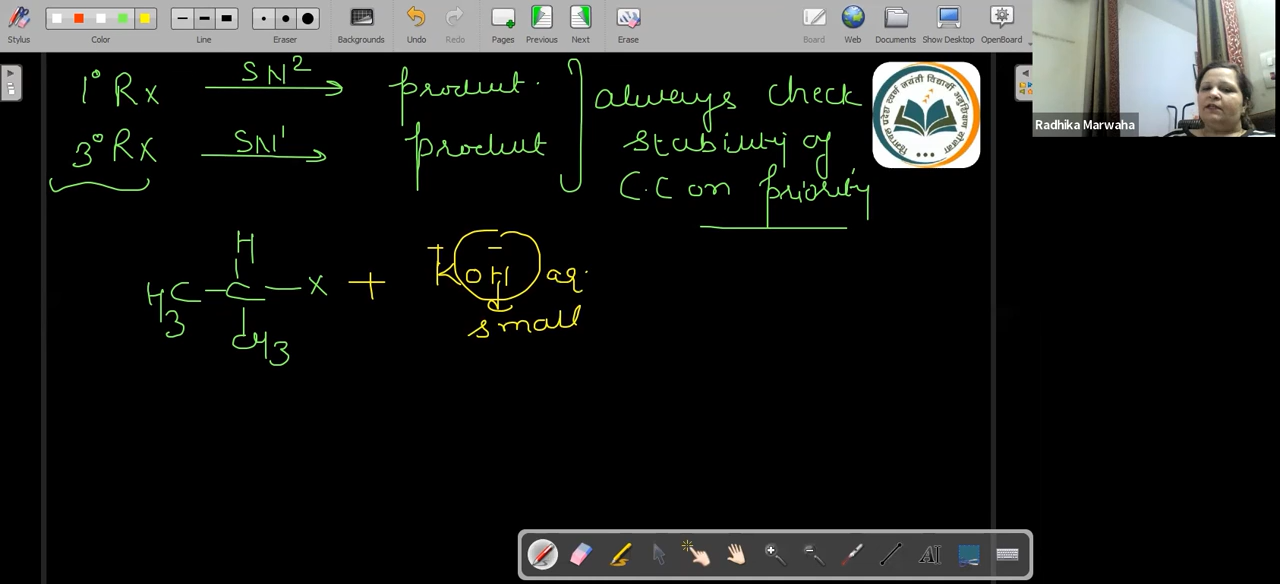 Stylus Color Line Eraser Backgrounds Undo Redo Pages Previous Next Erase Board Web Documents Show Desktop OpenBoard
Radhika Marwaha
1° Rx SN² product.
3° Rx SN¹ product
always check
stability of
C.C on priority
H
H3C - C - X + K+ OH- aq.
CH3
small